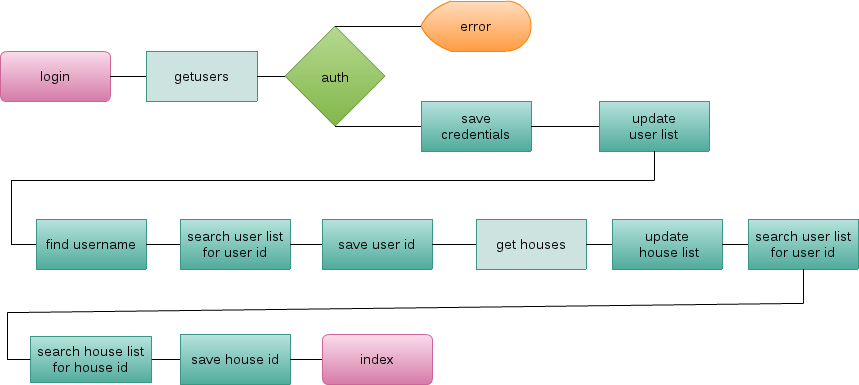 error
login
getusers
auth
save
credentials
update
user list
find username
search user list
for user id
save user id
get houses
update
house list
search user list
for user id
search house list
for house id
save house id
index